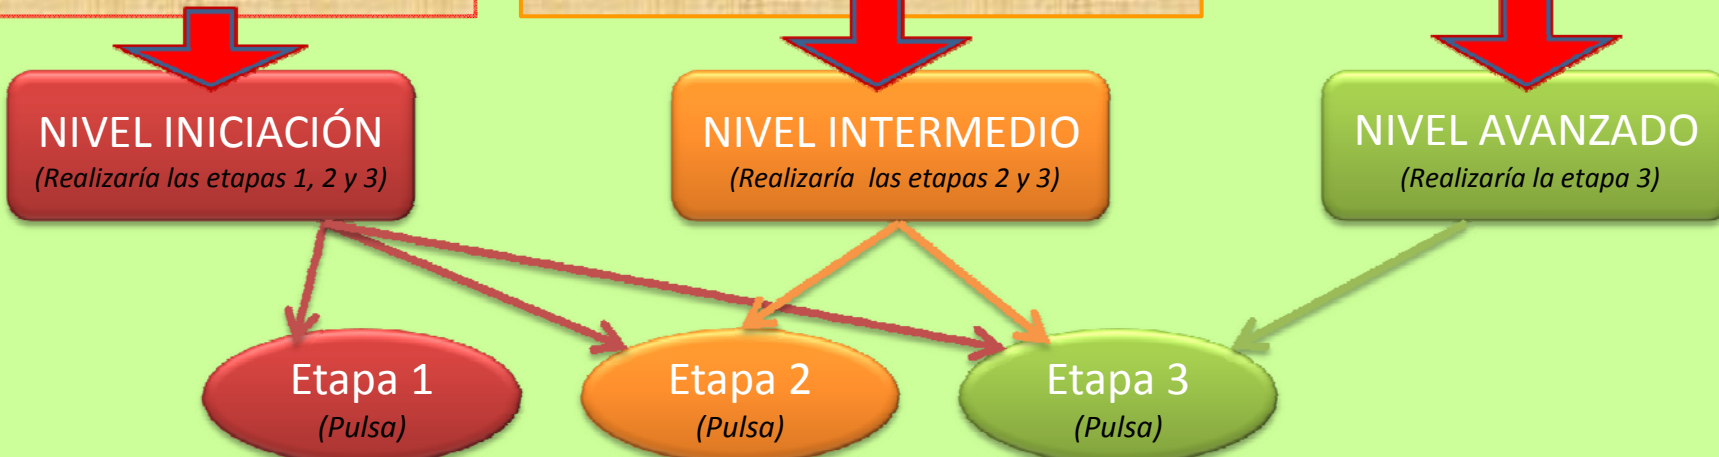 NIVEL INICIACIÓN
(Realizaría las etapas 1, 2 y 3)
NIVEL INTERMEDIO
(Realizaría las etapas 2 y 3)
NIVEL AVANZADO
(Realizaría la etapa 3)
Etapa 1
(Pulsa)
Etapa 2
(Pulsa)
Etapa 3
(Pulsa)